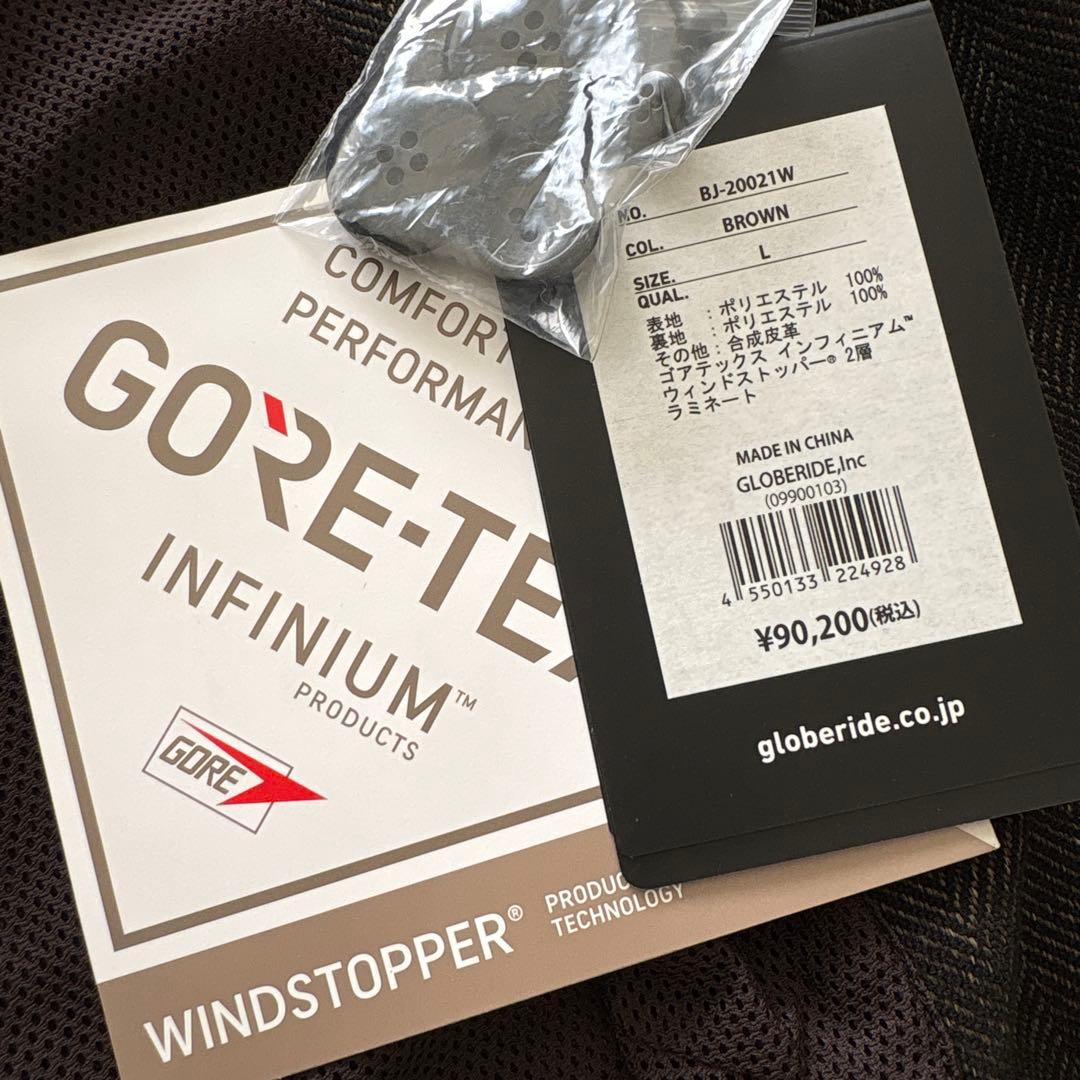 COMFORT
PERFORMAN
GORE-TEX
INFINIUM™
PRODUCTS
GORE
WINDSTOPPER®
PRODUC
TECHNOLOGY
NO. BJ-20021W
COL. BROWN
SIZE. L
QUAL.
表地 :ポリエステル 100%
裏地 :ポリエステル 100%
その他:合成皮革
ゴアテックス インフィニアム™
ウィンドストッパー® 2層
ラミネート
MADE IN CHINA
GLOBERIDE,Inc
(09900103)
4 550133 224928
¥90,200(税込)
globeride.co.jp